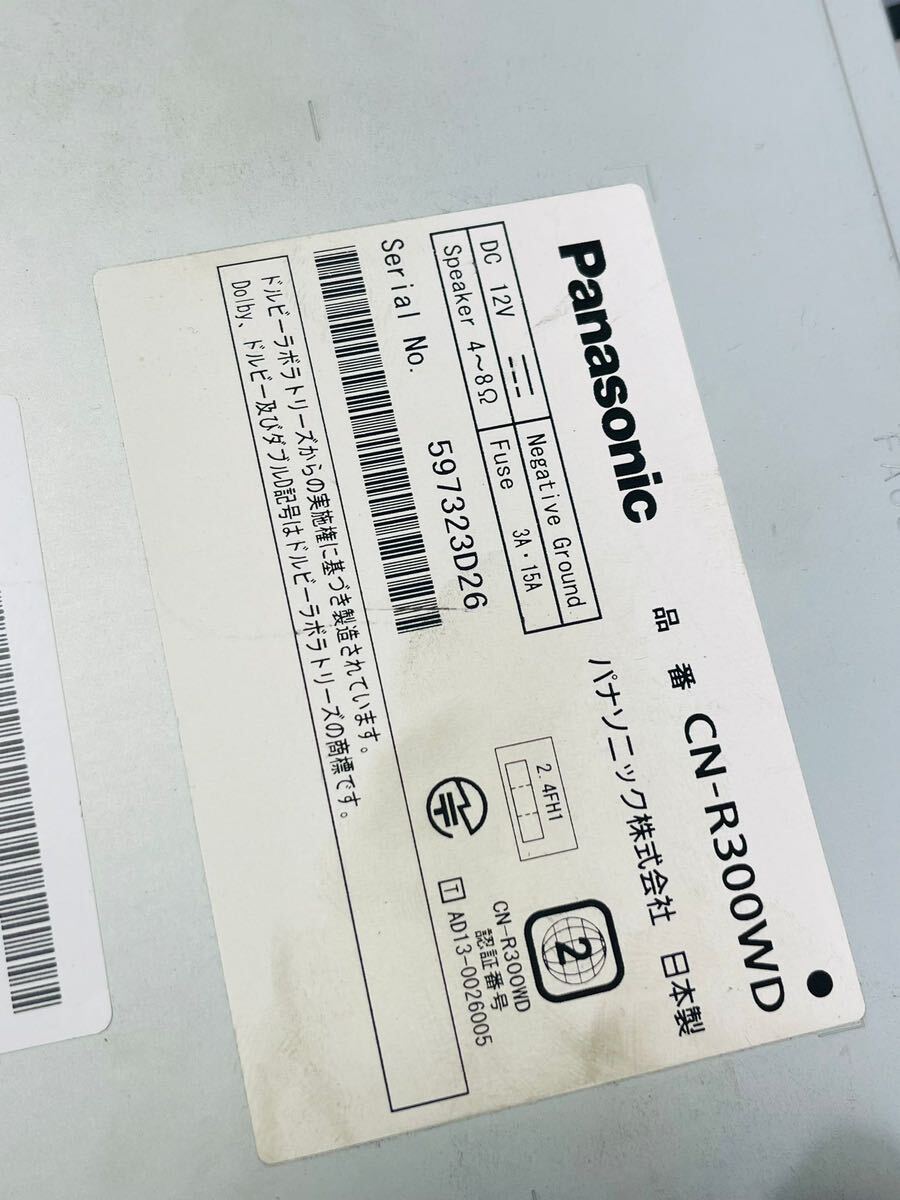 Panasonic
品番 CN-R300WD
パナソニック株式会社 日本製
DC 12V
Negative Ground
Speaker 4～8Ω
Fuse 3A・15A
Serial No. 597323D26
2.4FH1
2
CN-R300WD
認証番号
T AD13-0026005
ドルビーラボラトリーズからの実施権に基づき製造されています。
Dolby、ドルビー及びダブルD記号はドルビーラボラトリーズの商標です。